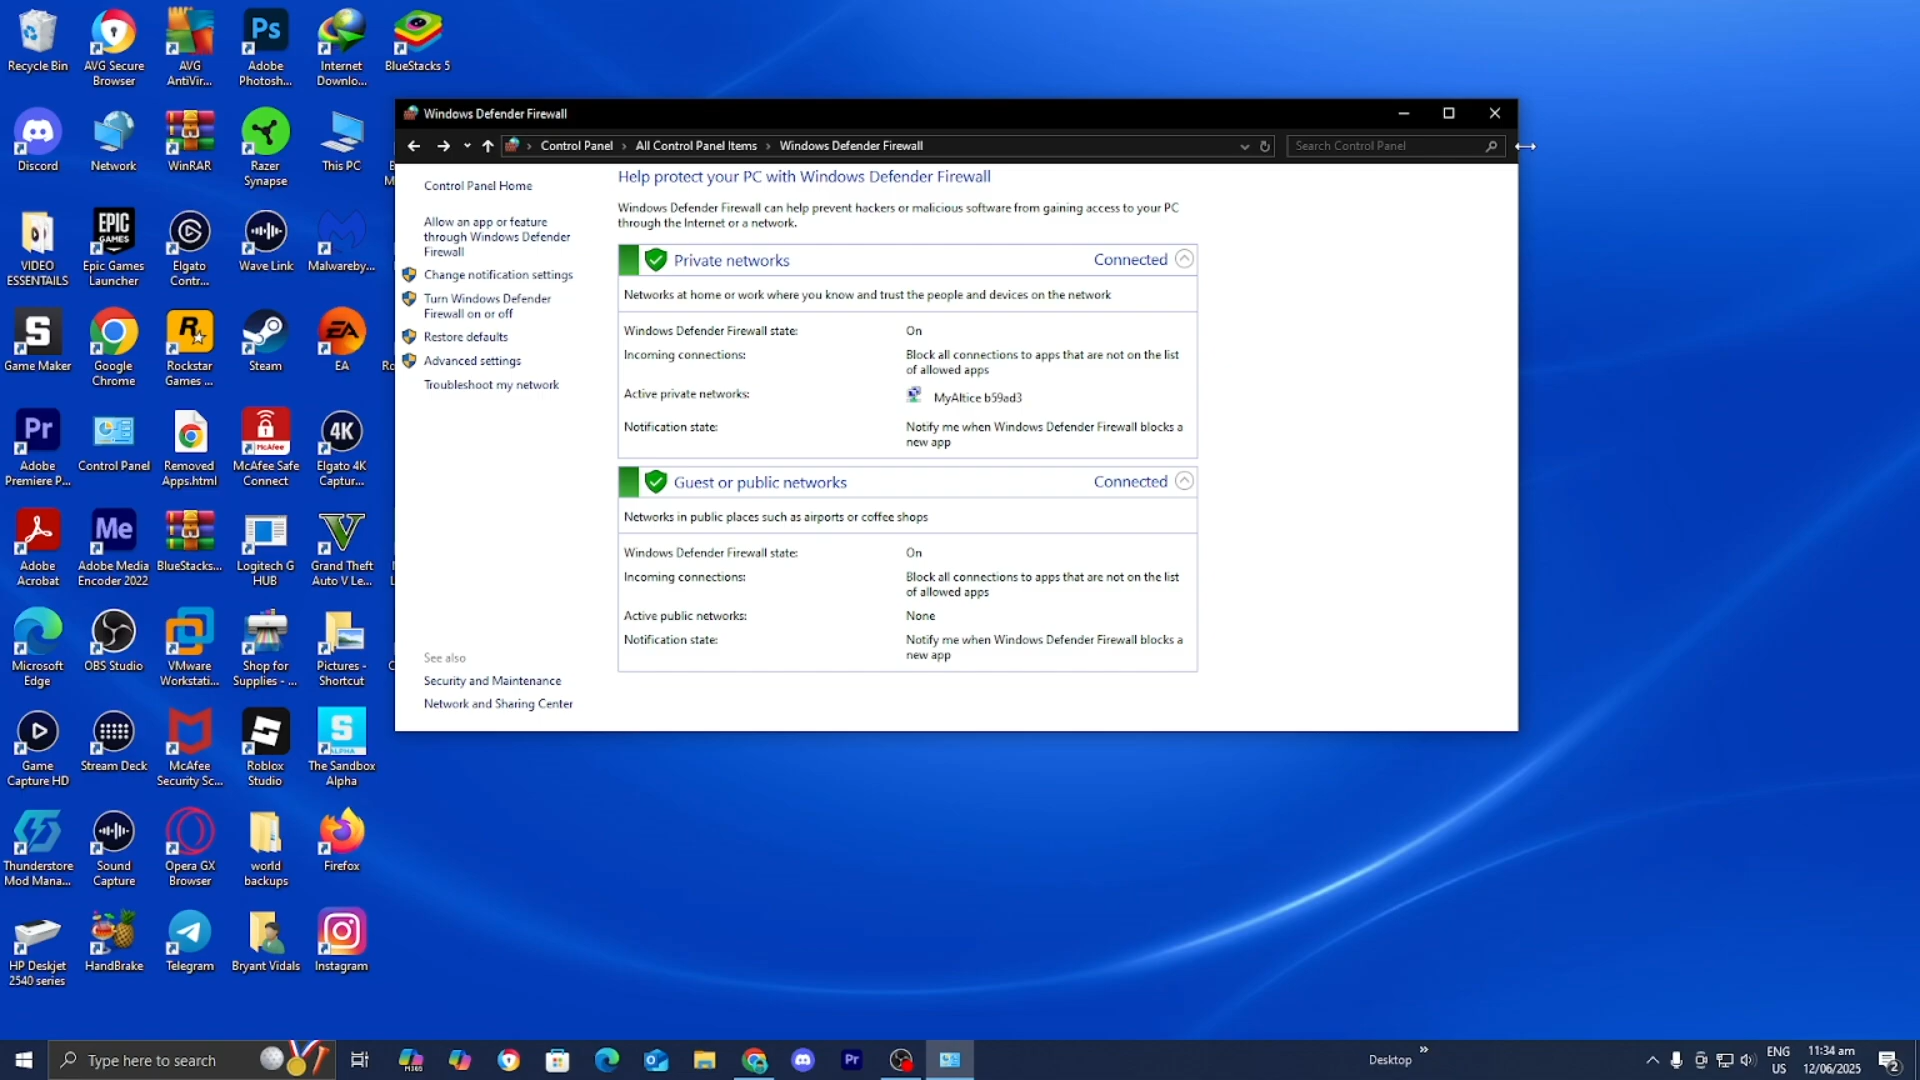 Recycle Bin
AVG Secure
Browser
AVG
AntiVir...
Adobe
Photosh...
Internet
Downlo...
BlueStacks 5
Discord
Network
WinRAR
Razer
Synapse
This PC
VIDEO
ESSENTAILS
Epic Games
Launcher
Elgato
Contr...
Wave Link
Malwareby...
Game Maker
Google
Chrome
Rockstar
Games ...
Steam
EA
Adobe
Premiere P...
Control Panel
Removed
Apps.html
McAfee Safe
Connect
Elgato 4K
Captur...
Adobe
Acrobat
Adobe Media
Encoder 2022
BlueStacks...
Logitech G
HUB
Grand Theft
Auto V Le...
Microsoft
Edge
OBS Studio
VMware
Workstati...
Shop for
Supplies - ...
Pictures -
Shortcut
Game
Capture HD
Stream Deck
McAfee
Security Sc...
Roblox
Studio
The Sandbox
Alpha
Thunderstore
Mod Mana...
Sound
Capture
Opera GX
Browser
world
backups
Firefox
HP Deskjet
2540 series
HandBrake
Telegram
Bryant Vidals
Instagram
Windows Defender Firewall
Control Panel
All Control Panel Items
Windows Defender Firewall
Search Control Panel
Control Panel Home
Allow an app or feature
through Windows Defender
Firewall
Change notification settings
Turn Windows Defender
Firewall on or off
Restore defaults
Advanced settings
Troubleshoot my network
See also
Security and Maintenance
Network and Sharing Center
Help protect your PC with Windows Defender Firewall
Windows Defender Firewall can help prevent hackers or malicious software from gaining access to your PC
through the Internet or a network.
Private networks Connected
Networks at home or work where you know and trust the people and devices on the network
Windows Defender Firewall state: On
Incoming connections: Block all connections to apps that are not on the list
of allowed apps
Active private networks: MyAltice b59ad3
Notification state: Notify me when Windows Defender Firewall blocks a
new app
Guest or public networks Connected
Networks in public places such as airports or coffee shops
Windows Defender Firewall state: On
Incoming connections: Block all connections to apps that are not on the list
of allowed apps
Active public networks: None
Notification state: Notify me when Windows Defender Firewall blocks a
new app
Type here to search
Desktop
ENG
US
11:34 am
12/06/2025
2